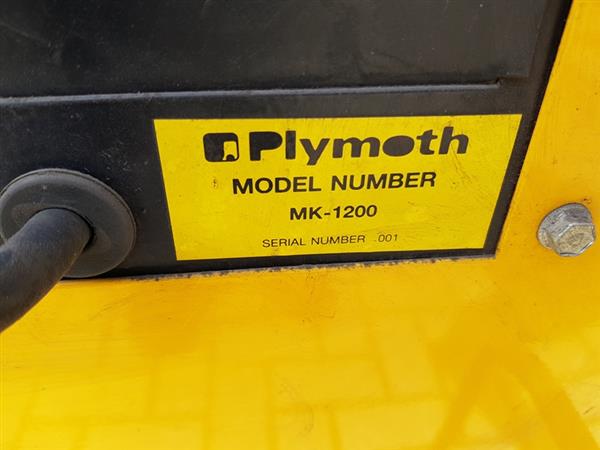 Plymoth
MODEL NUMBER
MK-1200
SERIAL NUMBER .001